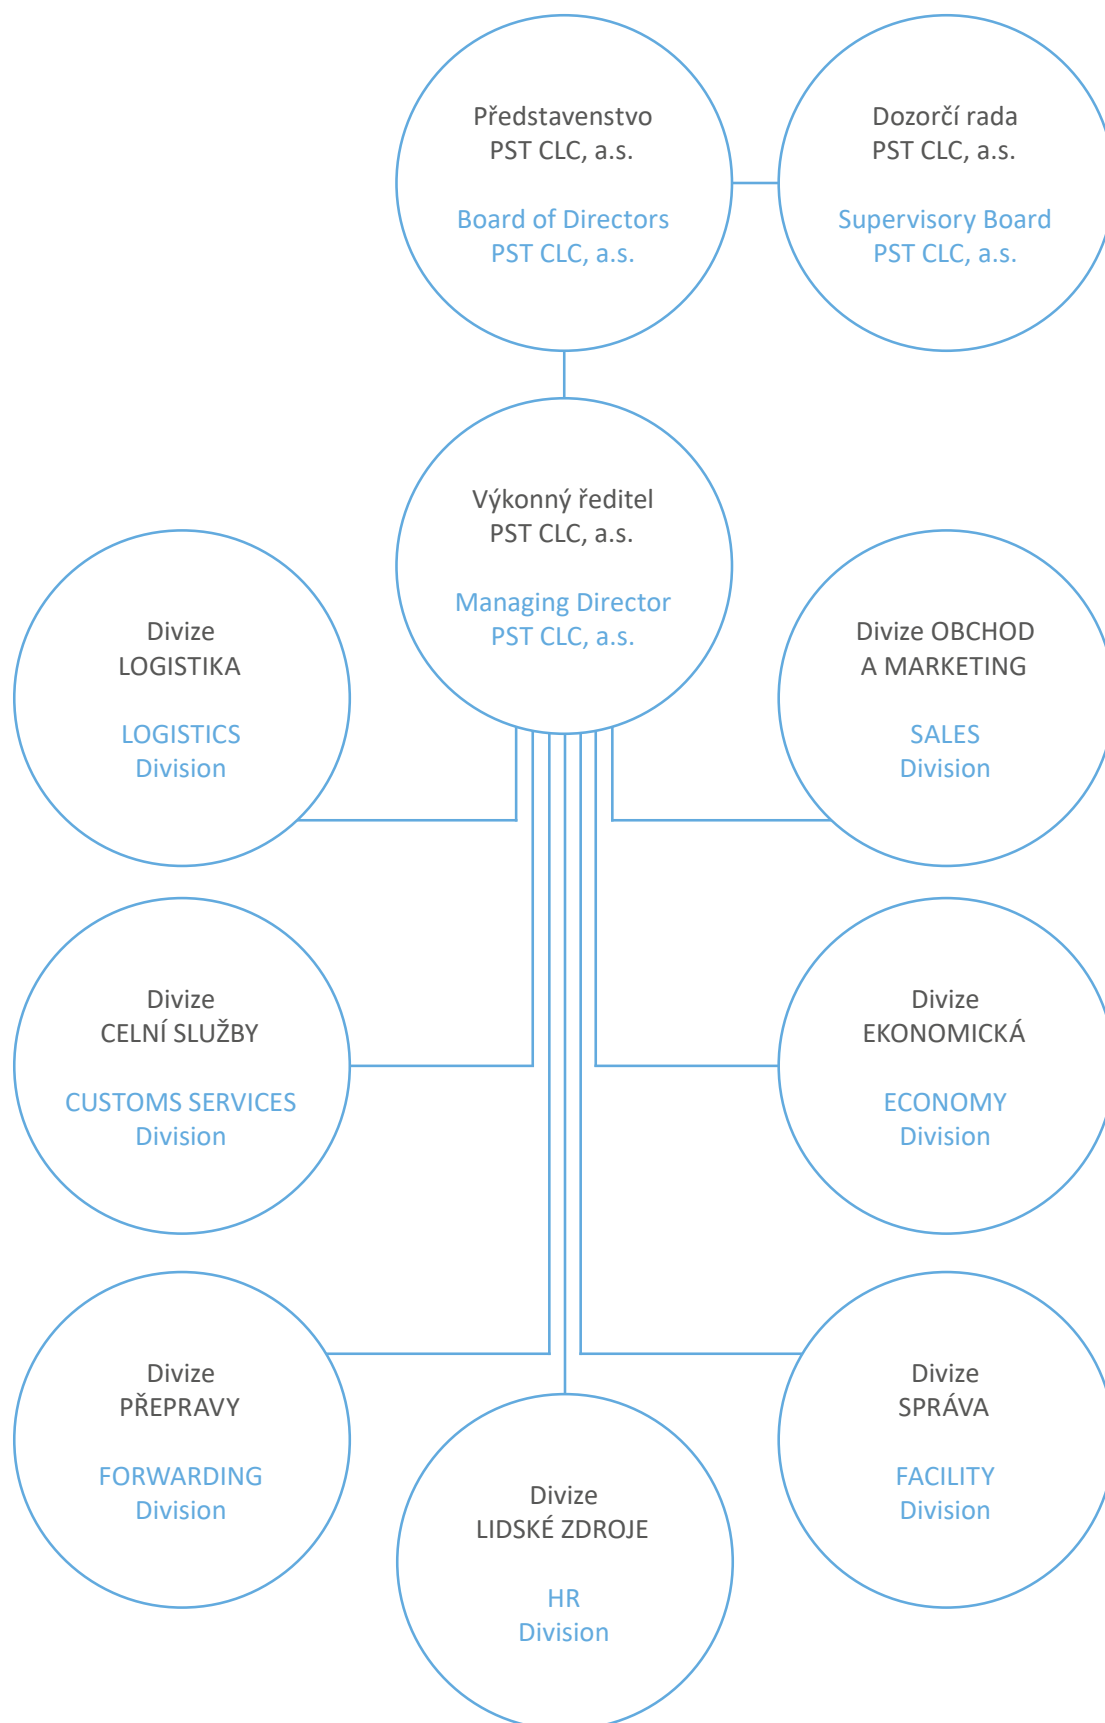 Představenstvo
PST CLC, a.s.
Board of Directors
PST CLC, a.s.
Dozorčí rada
PST CLC, a.s.
Supervisory Board
PST CLC, a.s.
Výkonný ředitel
PST CLC, a.s.
Managing Director
PST CLC, a.s.
Divize
LOGISTIKA
LOGISTICS
Division
Divize OBCHOD
A MARKETING
SALES
Division
Divize
CELNÍ SLUŽBY
CUSTOMS SERVICES
Division
Divize
EKONOMICKÁ
ECONOMY
Division
Divize
PŘEPRAVY
FORWARDING
Division
Divize
SPRÁVA
FACILITY
Division
Divize
LIDSKÉ ZDROJE
HR
Division